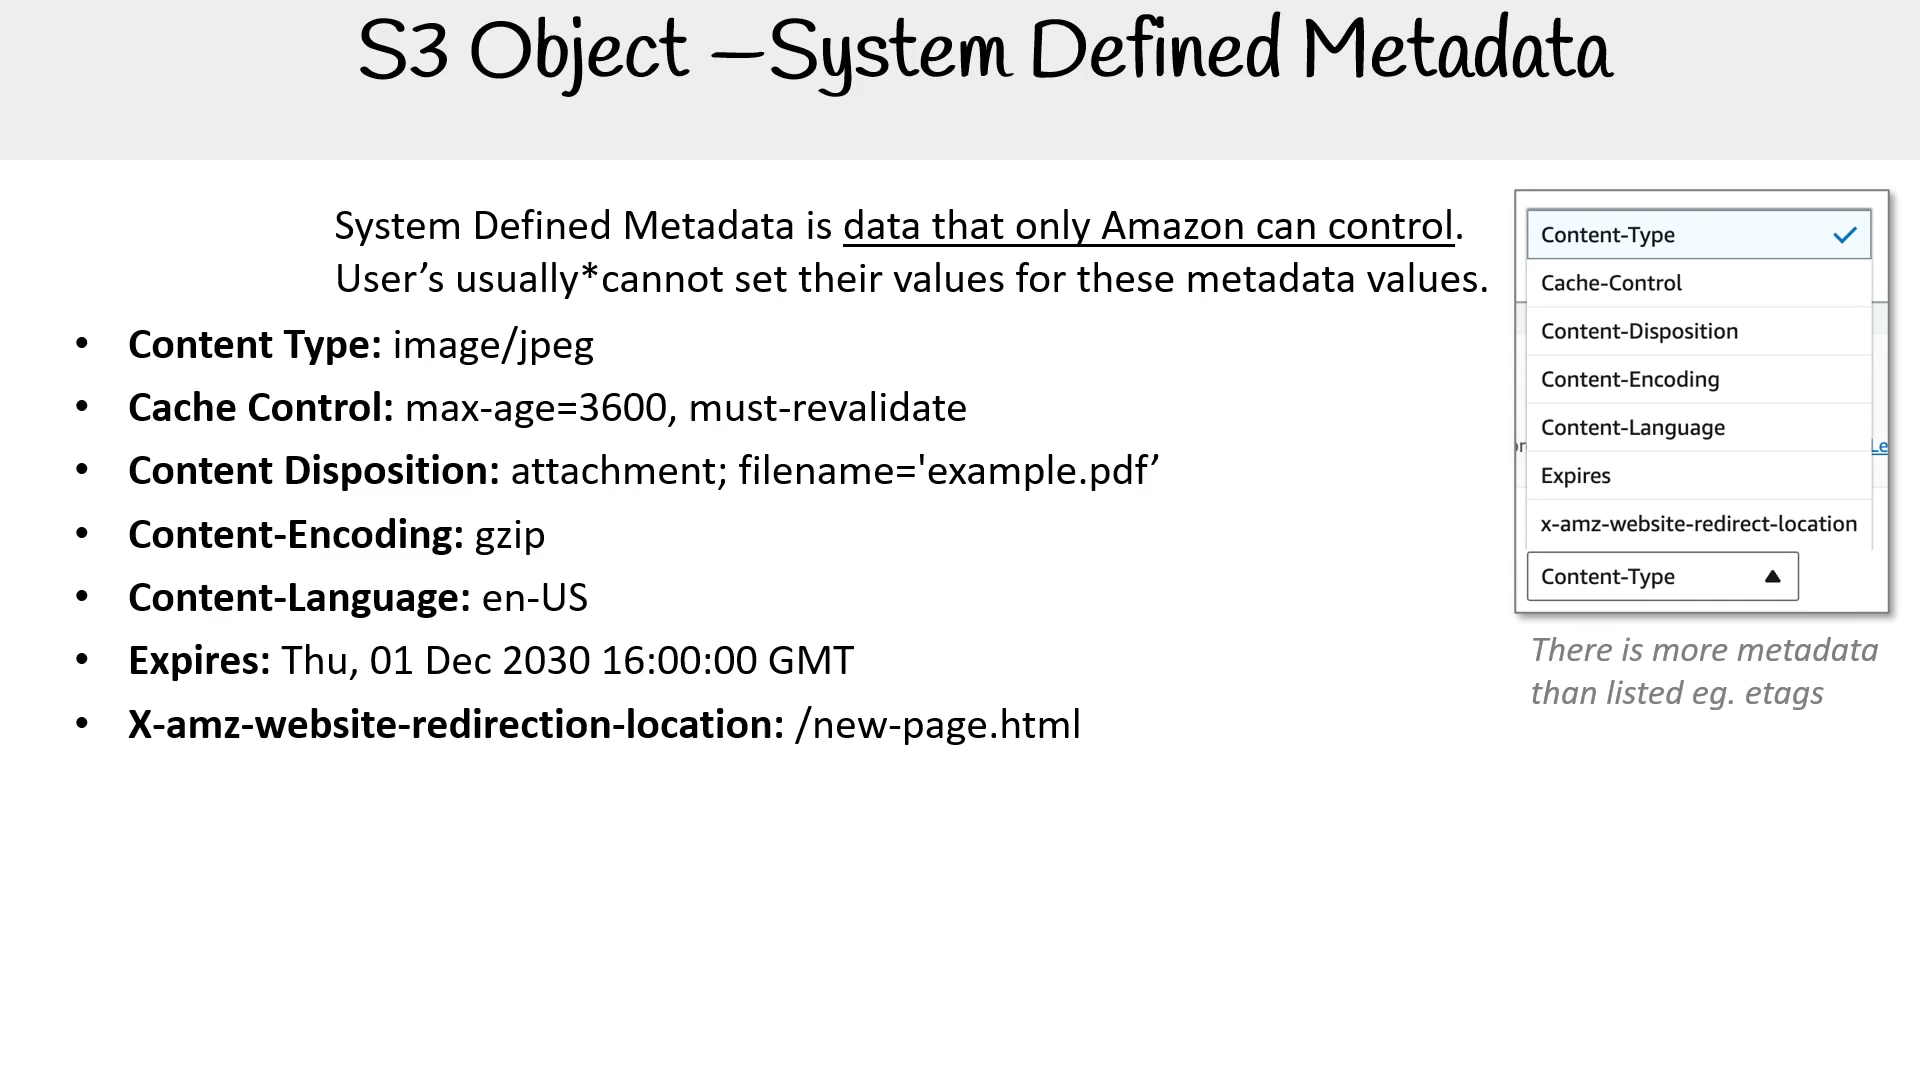 S3 Object – System Defined Metadata
System Defined Metadata is data that only Amazon can control.
User’s usually*cannot set their values for these metadata values.
• Content Type: image/jpeg
• Cache Control: max-age=3600, must-revalidate
• Content Disposition: attachment; filename='example.pdf’
• Content-Encoding: gzip
• Content-Language: en-US
• Expires: Thu, 01 Dec 2030 16:00:00 GMT
• X-amz-website-redirection-location: /new-page.html
Content-Type
Cache-Control
Content-Disposition
Content-Encoding
Content-Language
Le
Expires
x-amz-website-redirect-location
Content-Type
There is more metadata
than listed eg. etags